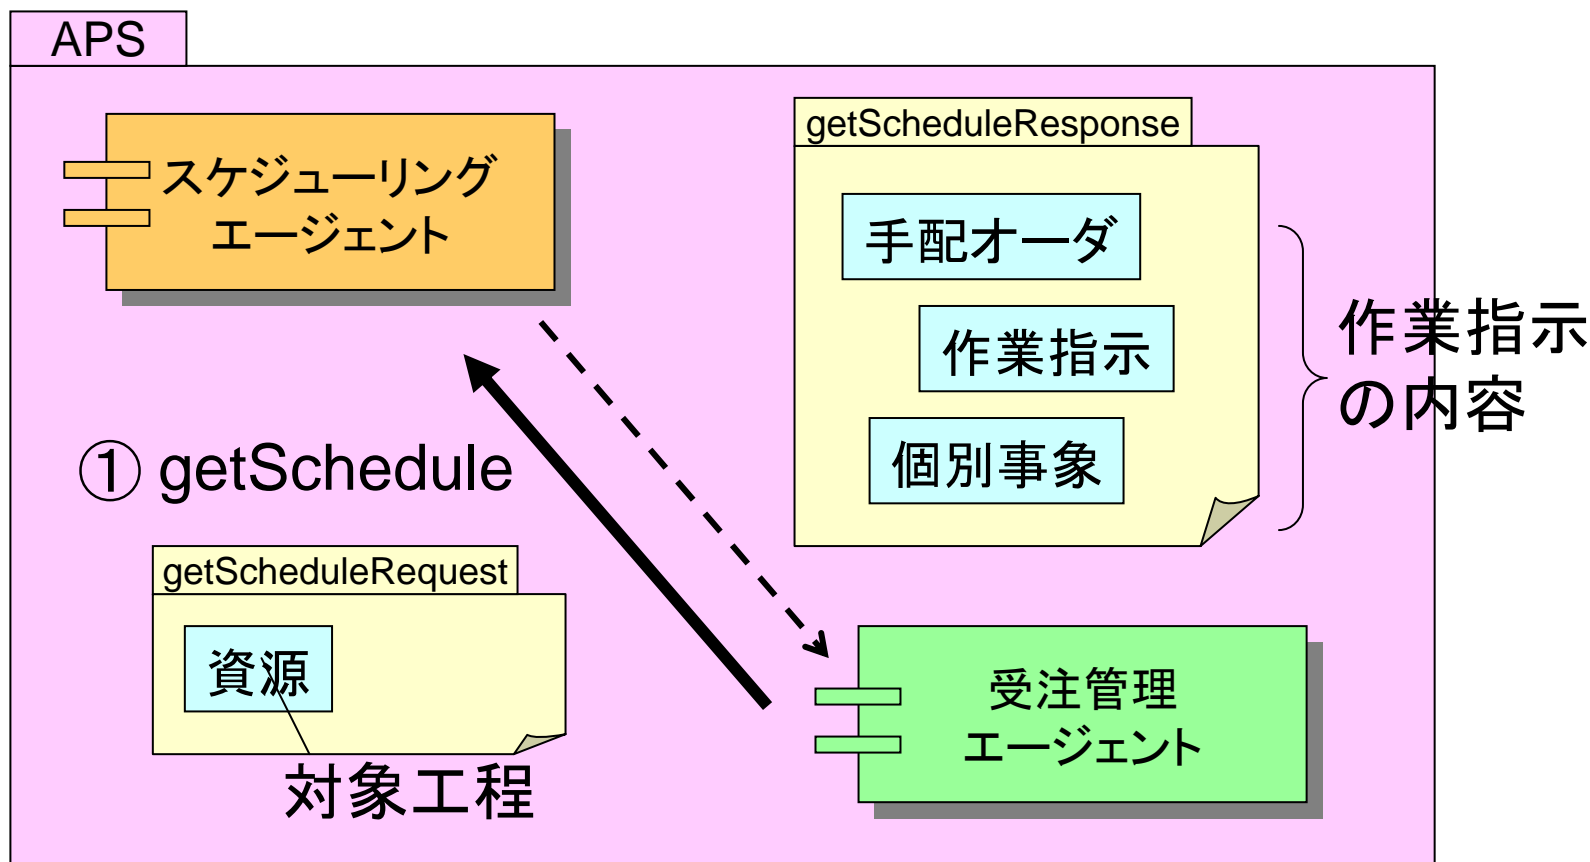 APS
スケジューリング
エージェント
getScheduleResponse
手配オーダ
作業指示
個別事象
作業指示
の内容
① getSchedule
getScheduleRequest
資源
対象工程
受注管理
エージェント